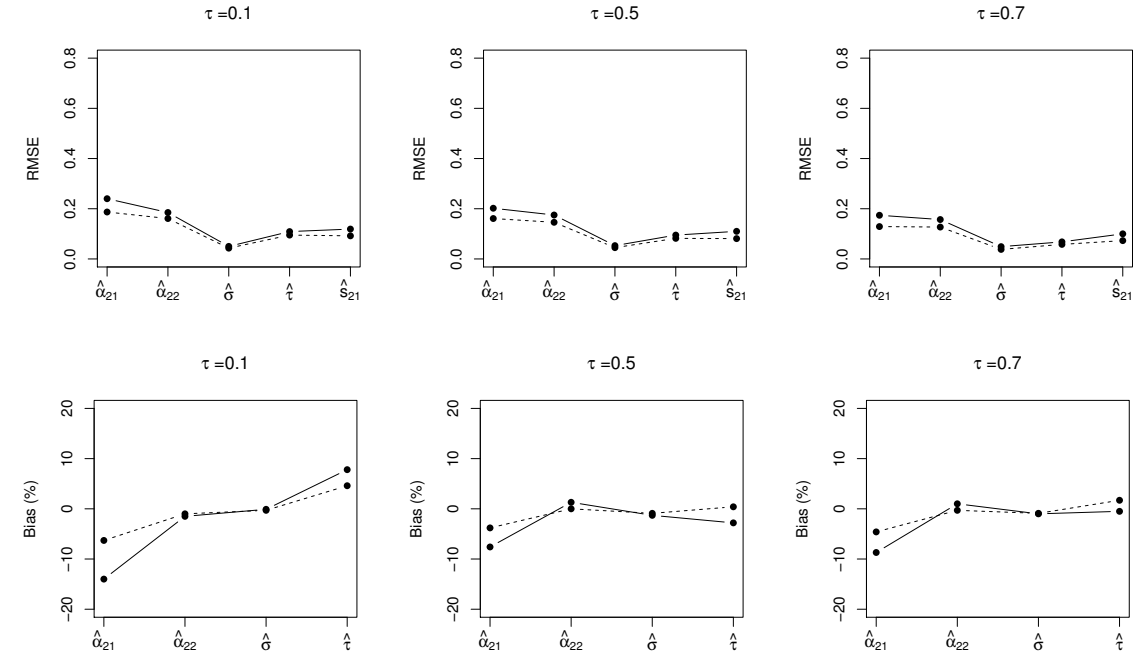 τ =0.1
τ =0.5
τ =0.7
RMSE
0.0 0.2 0.4 0.6 0.8
α̂₂₁ α̂₂₂ σ̂ τ̂ ŝ₂₁
RMSE
0.0 0.2 0.4 0.6 0.8
α̂₂₁ α̂₂₂ σ̂ τ̂ ŝ₂₁
RMSE
0.0 0.2 0.4 0.6 0.8
α̂₂₁ α̂₂₂ σ̂ τ̂ ŝ₂₁
τ =0.1
τ =0.5
τ =0.7
Bias (%)
−20 −10 0 10 20
α̂₂₁ α̂₂₂ σ̂ τ̂
Bias (%)
−20 −10 0 10 20
α̂₂₁ α̂₂₂ σ̂ τ̂
Bias (%)
−20 −10 0 10 20
α̂₂₁ α̂₂₂ σ̂ τ̂